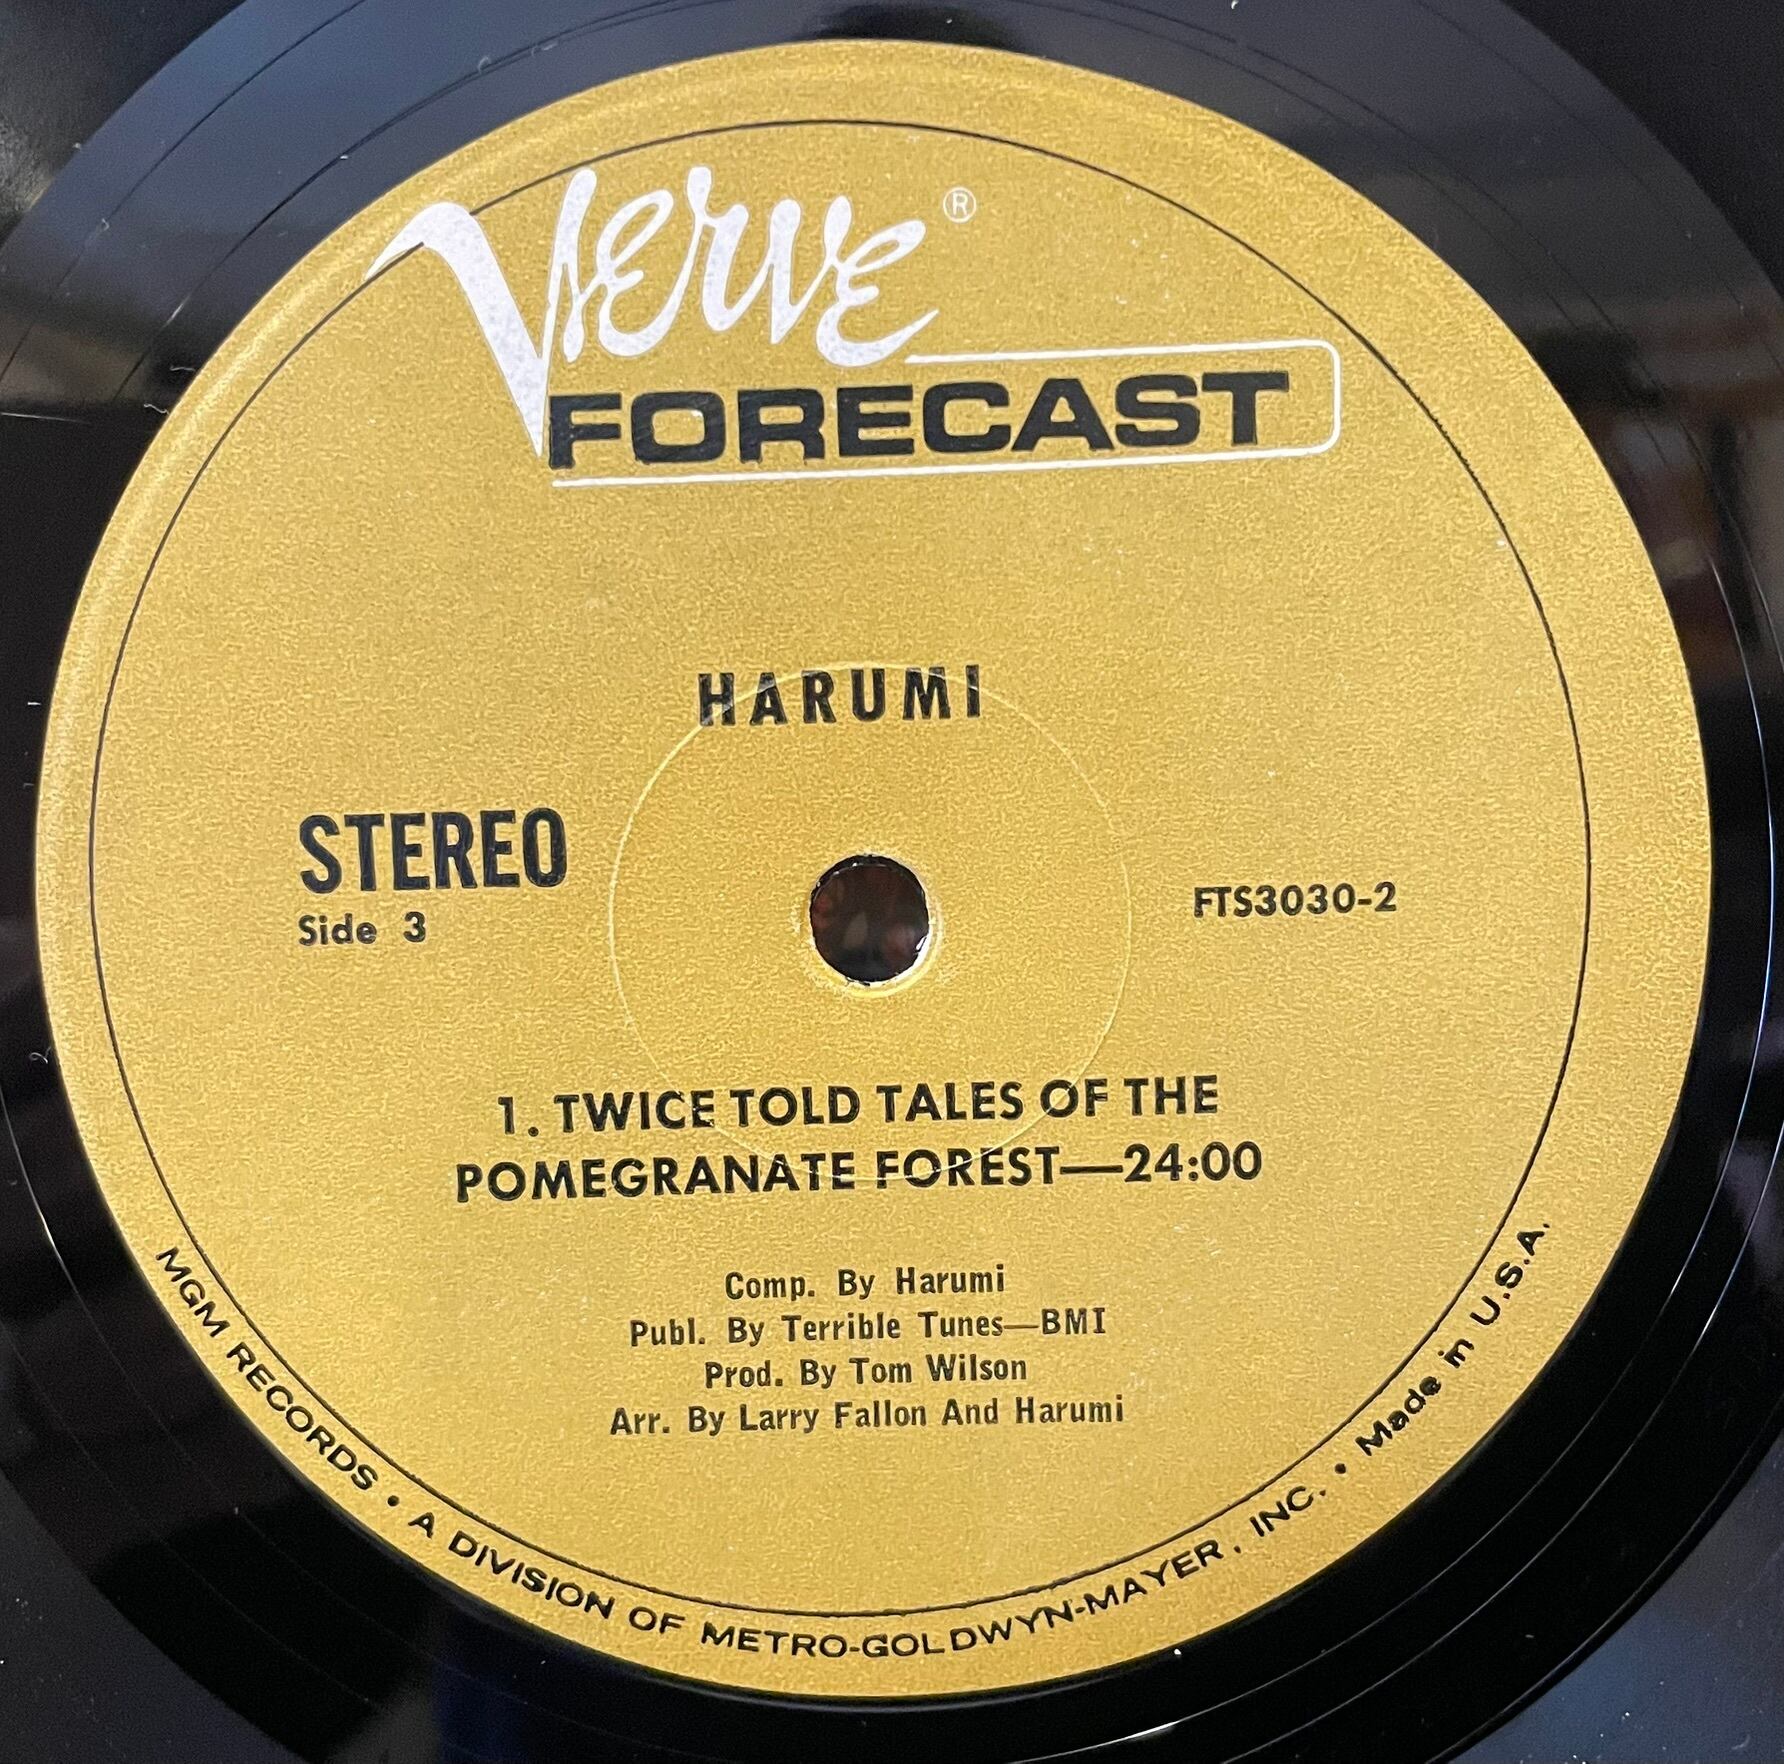 Verve®
FORECAST
HARUMI
STEREO
Side 3
FTS3030-2
1. TWICE TOLD TALES OF THE
POMEGRANATE FOREST—24:00
Comp. By Harumi
Publ. By Terrible Tunes—BMI
Prod. By Tom Wilson
Arr. By Larry Fallon And Harumi
MGM RECORDS • A DIVISION OF METRO-GOLDWYN-MAYER, INC. • Made in U.S.A.